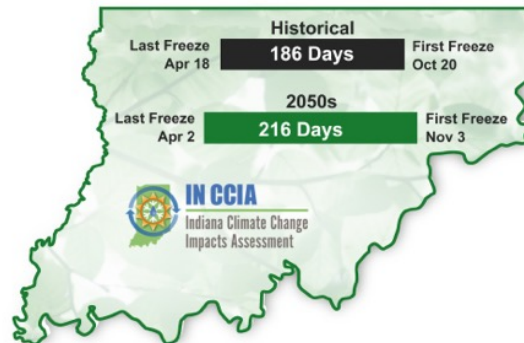 Historical
Last Freeze
Apr 18
186 Days
First Freeze
Oct 20
2050s
Last Freeze
Apr 2
216 Days
First Freeze
Nov 3
IN CCIA
Indiana Climate Change
Impacts Assessment